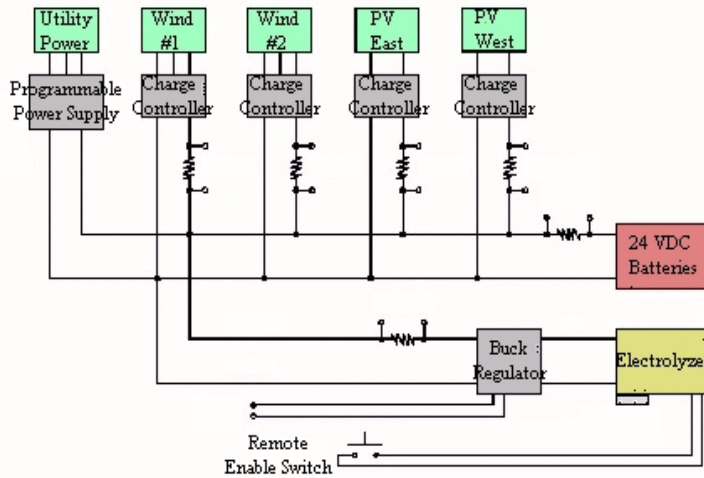 Utility
Power
Wind
#1
Wind
#2
PV
East
PV
West
Programmable
Power Supply
Charge
Controller
Charge
Controller
Charge
Controller
Charge
Controller
24 VDC
Batteries
Buck
Regulator
Electrolyze
Remote
Enable Switch